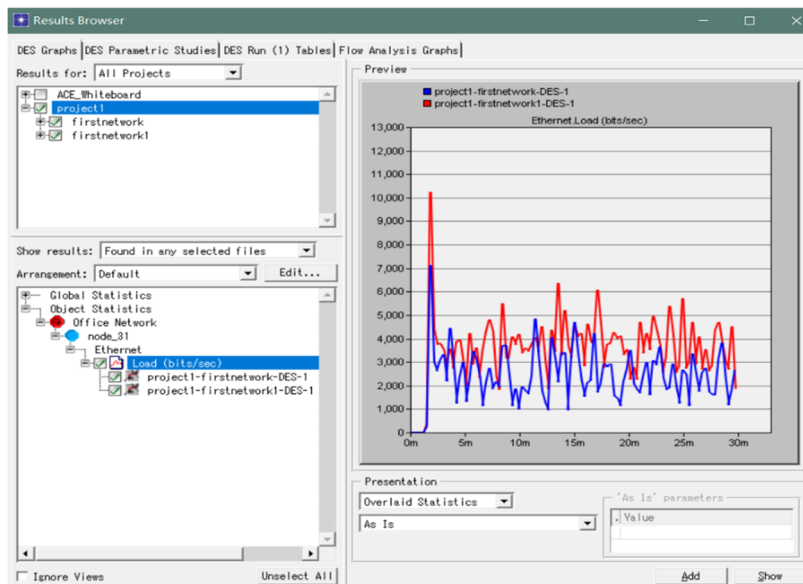 Results Browser
DES Graphs DES Parametric Studies DES Run (1) Tables Flow Analysis Graphs
Results for: All Projects
ACE_Whiteboard
project1
firstnetwork
firstnetwork1
Show results: Found in any selected files
Arrangement: Default Edit...
Global Statistics
Object Statistics
Office Network
node_31
Ethernet
Load (bits/sec)
project1-firstnetwork-DES-1
project1-firstnetwork1-DES-1
Ignore Views Unselect All
Preview
project1-firstnetwork-DES-1
project1-firstnetwork1-DES-1
Ethernet.Load (bits/sec)
13,000
12,000
11,000
10,000
9,000
8,000
7,000
6,000
5,000
4,000
3,000
2,000
1,000
0
0m 5m 10m 15m 20m 25m 30m
Presentation
Overlaid Statistics
As Is
'As Is' parameters
. Value
Add Show